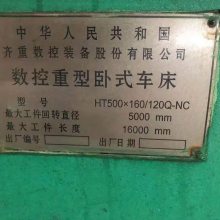 中华人民共和国
齐重数控装备股份有限公司
数控重型卧式车床
型号 HT500×160/120Q-NC
最大工件回转直径 5000 mm
最大工件长度 16000 mm
出厂编号 出厂日期